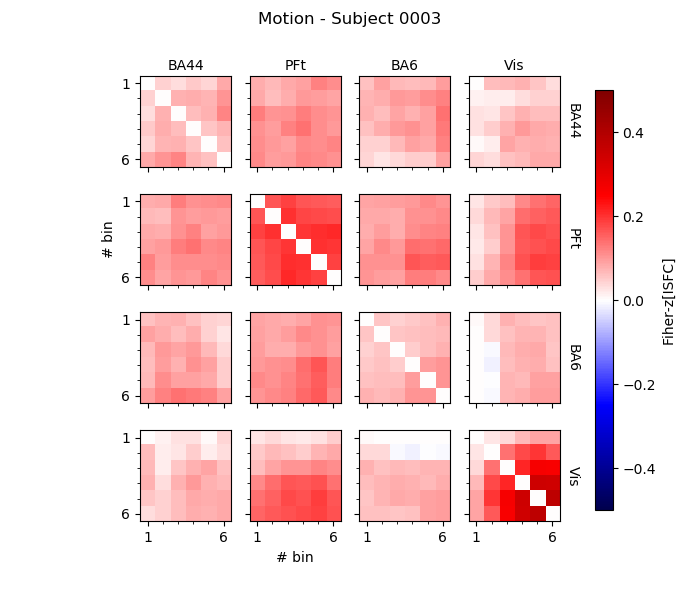 Motion - Subject 0003
BA44 PFt BA6 Vis
1
6
BA44
1
6
PFt
1
6
BA6
1
6
Vis
1 6 1 6 1 6 1 6
# bin
# bin
0.4
0.2
0.0
−0.2
−0.4
Fiher-z[ISFC]